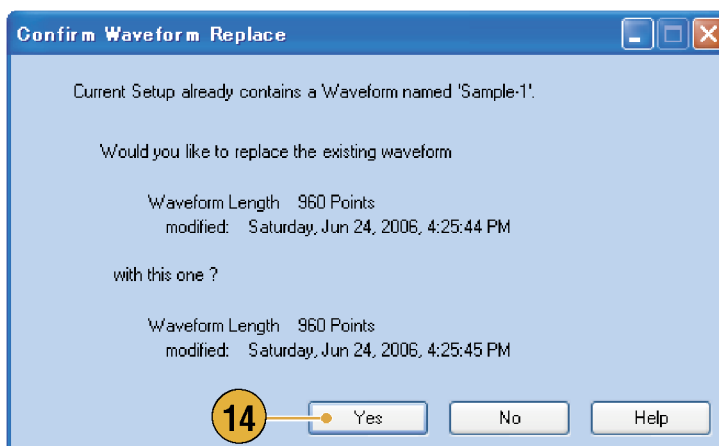 Confirm Waveform Replace
Current Setup already contains a Waveform named 'Sample-1'.
Would you like to replace the existing waveform
Waveform Length 960 Points
modified: Saturday, Jun 24, 2006, 4:25:44 PM
with this one ?
Waveform Length 960 Points
modified: Saturday, Jun 24, 2006, 4:25:45 PM
14 Yes No Help